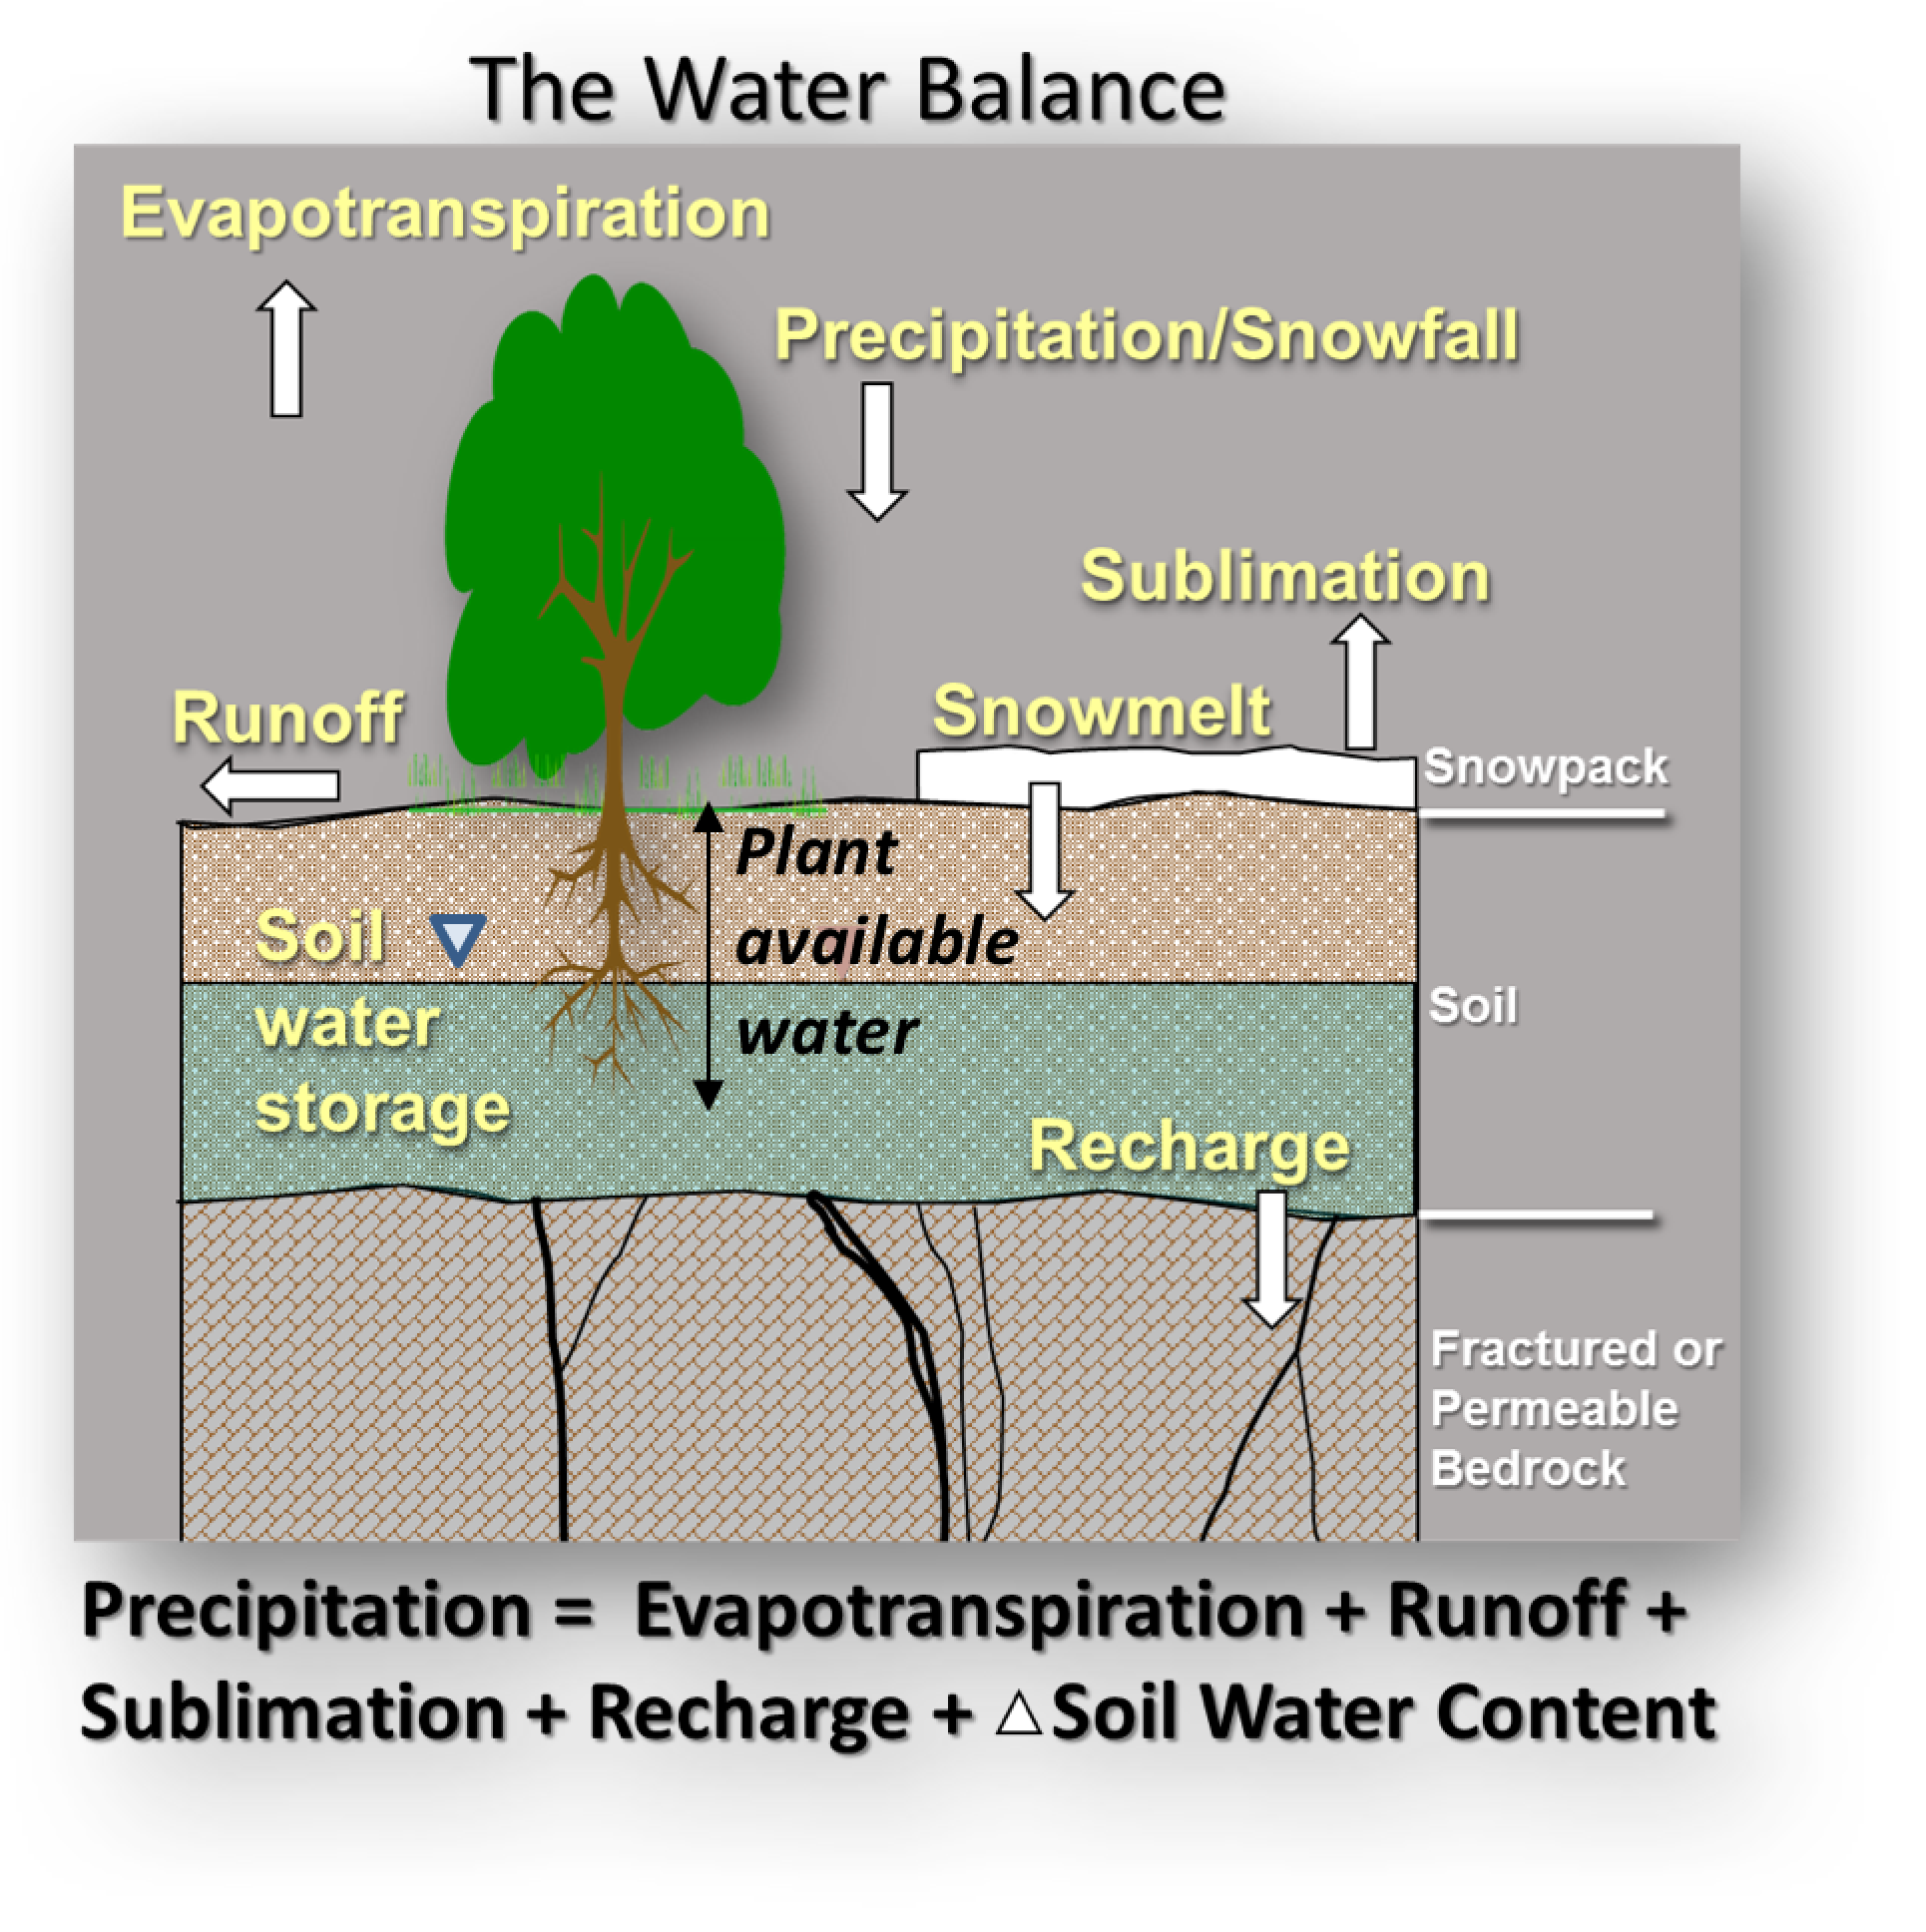 The Water Balance
Evapotranspiration
Precipitation/Snowfall
Sublimation
Runoff
Snowmelt
Snowpack
Plant
available
water
Soil
water
storage
Soil
Recharge
Fractured or
Permeable
Bedrock
Precipitation = Evapotranspiration + Runoff +
Sublimation + Recharge + △Soil Water Content